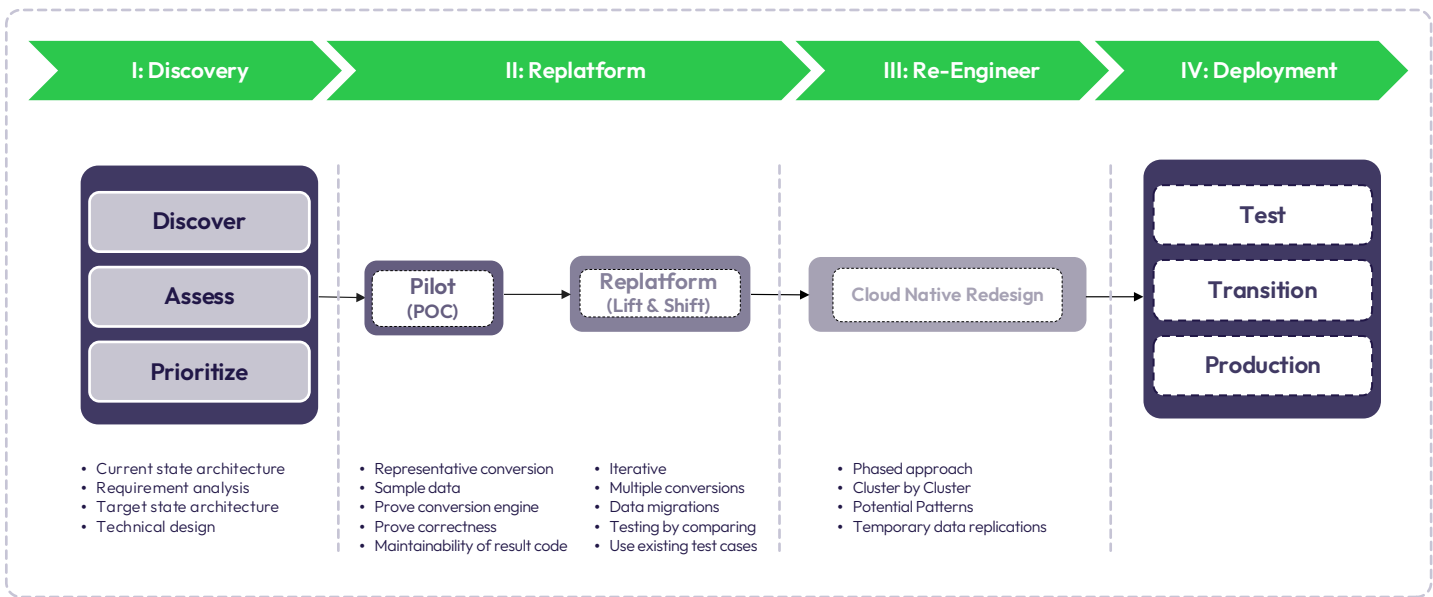 I: Discovery
II: Replatform
III: Re-Engineer
IV: Deployment
Discover
Assess
Prioritize
Pilot
(POC)
Replatform
(Lift & Shift)
Cloud Native Redesign
Test
Transition
Production
• Current state architecture
• Requirement analysis
• Target state architecture
• Technical design
• Representative conversion
• Sample data
• Prove conversion engine
• Prove correctness
• Maintainability of result code
• Iterative
• Multiple conversions
• Data migrations
• Testing by comparing
• Use existing test cases
• Phased approach
• Cluster by Cluster
• Potential Patterns
• Temporary data replications